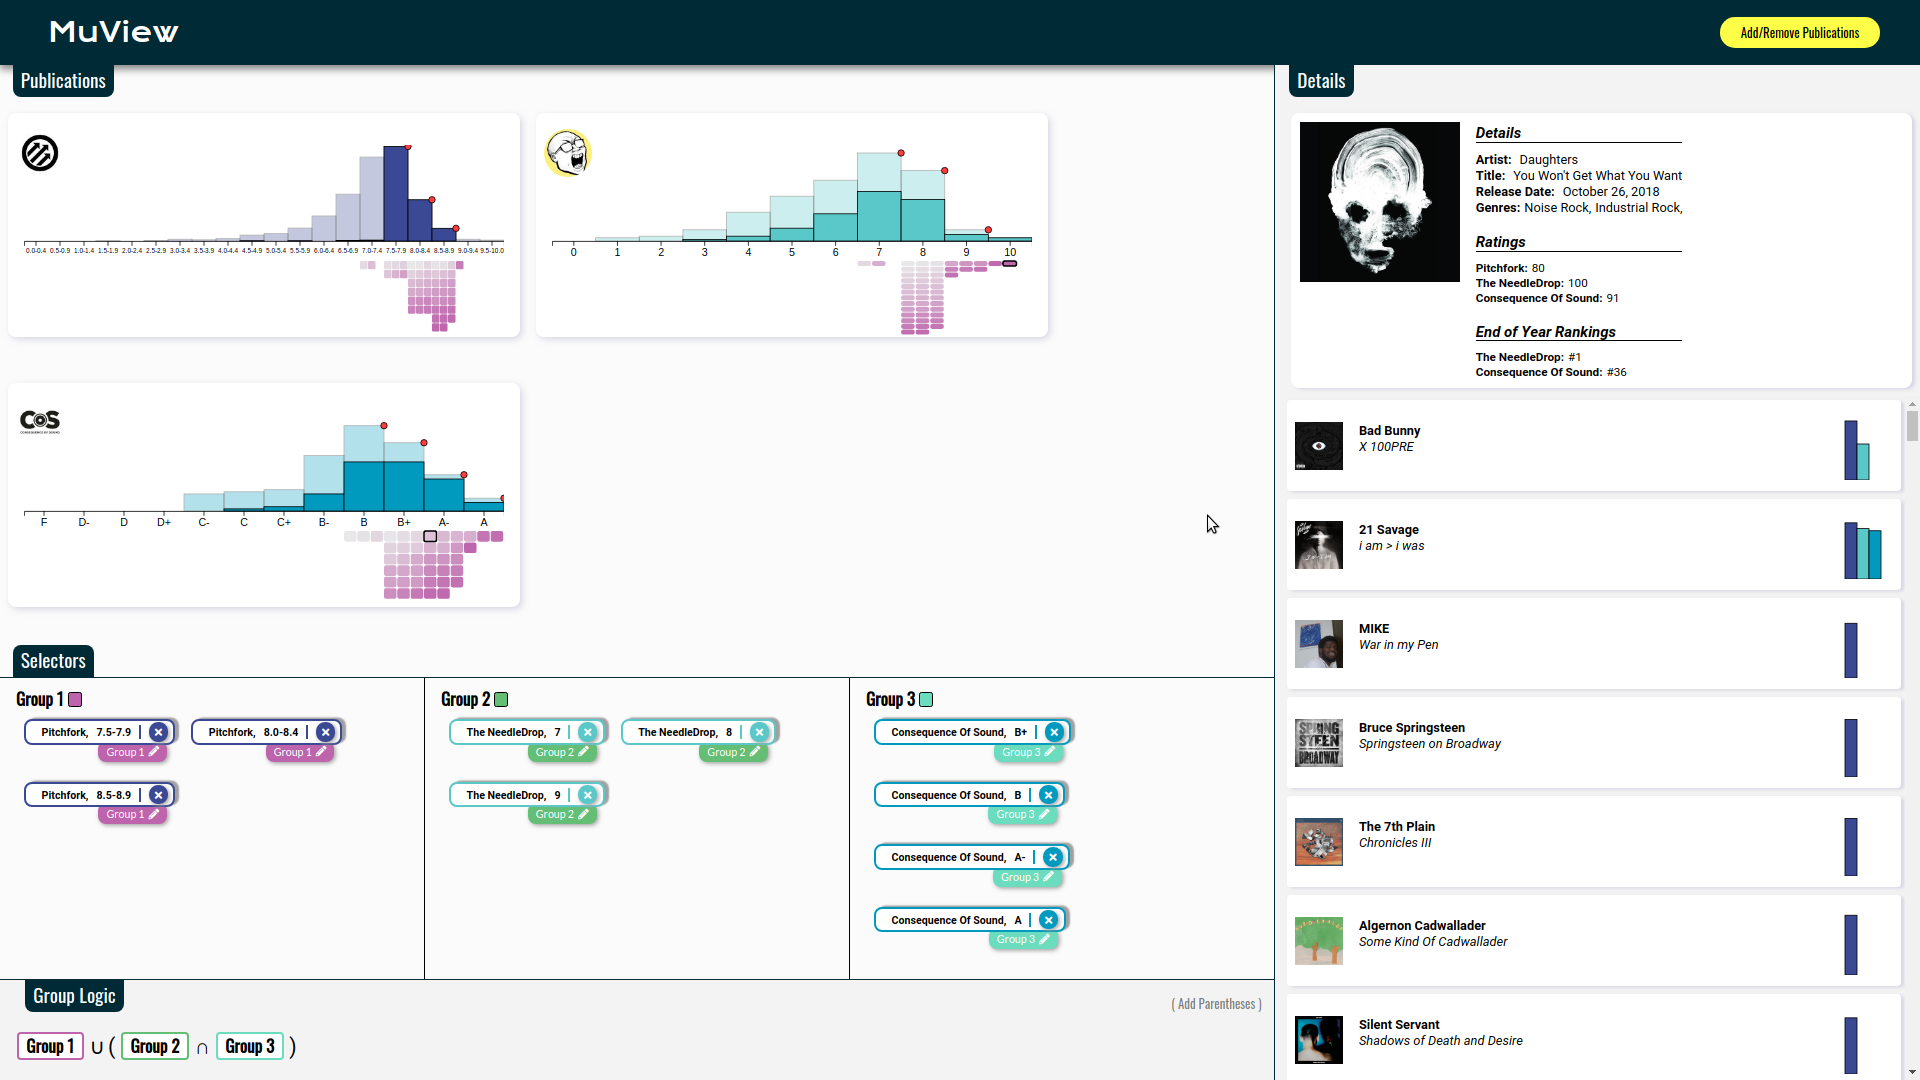 MuView
Add/Remove Publications
Publications
0.0-0.4 0.5-0.9 1.0-1.4 1.5-1.9 2.0-2.4 2.5-2.9 3.0-3.4 3.5-3.9 4.0-4.4 4.5-4.9 5.0-5.4 5.5-5.9 6.0-6.4 6.5-6.9 7.0-7.4 7.5-7.9 8.0-8.4 8.5-8.9 9.0-9.4 9.5-10.0
0 1 2 3 4 5 6 7 8 9 10
CoS
CONSEQUENCE OF SOUND
F D- D D+ C- C C+ B- B B+ A- A
Selectors
Group 1
Pitchfork, 7.5-7.9
Group 1
Pitchfork, 8.0-8.4
Group 1
Pitchfork, 8.5-8.9
Group 1
Group 2
The NeedleDrop, 7
Group 2
The NeedleDrop, 8
Group 2
The NeedleDrop, 9
Group 2
Group 3
Consequence Of Sound, B+
Group 3
Consequence Of Sound, B
Group 3
Consequence Of Sound, A-
Group 3
Consequence Of Sound, A
Group 3
Group Logic
( Add Parentheses )
Group 1 ∪ ( Group 2 ∩ Group 3 )
Details
Details
Artist: Daughters
Title: You Won't Get What You Want
Release Date: October 26, 2018
Genres: Noise Rock, Industrial Rock,
Ratings
Pitchfork: 80
The NeedleDrop: 100
Consequence Of Sound: 91
End of Year Rankings
The NeedleDrop: #1
Consequence Of Sound: #36
Bad Bunny
X 100PRE
21 Savage
i am > i was
MIKE
War in my Pen
SPRING
STEEN
BROADWAY
Bruce Springsteen
Springsteen on Broadway
The 7th Plain
Chronicles III
Algernon Cadwallader
Some Kind Of Cadwallader
Silent Servant
Shadows of Death and Desire